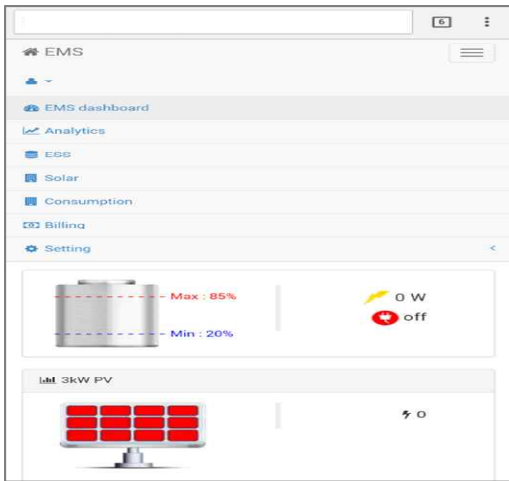 6
EMS
EMS dashboard
Analytics
ESS
Solar
Consumption
Billing
Setting
Max : 85%
0 W
off
Min : 20%
3kW PV
0